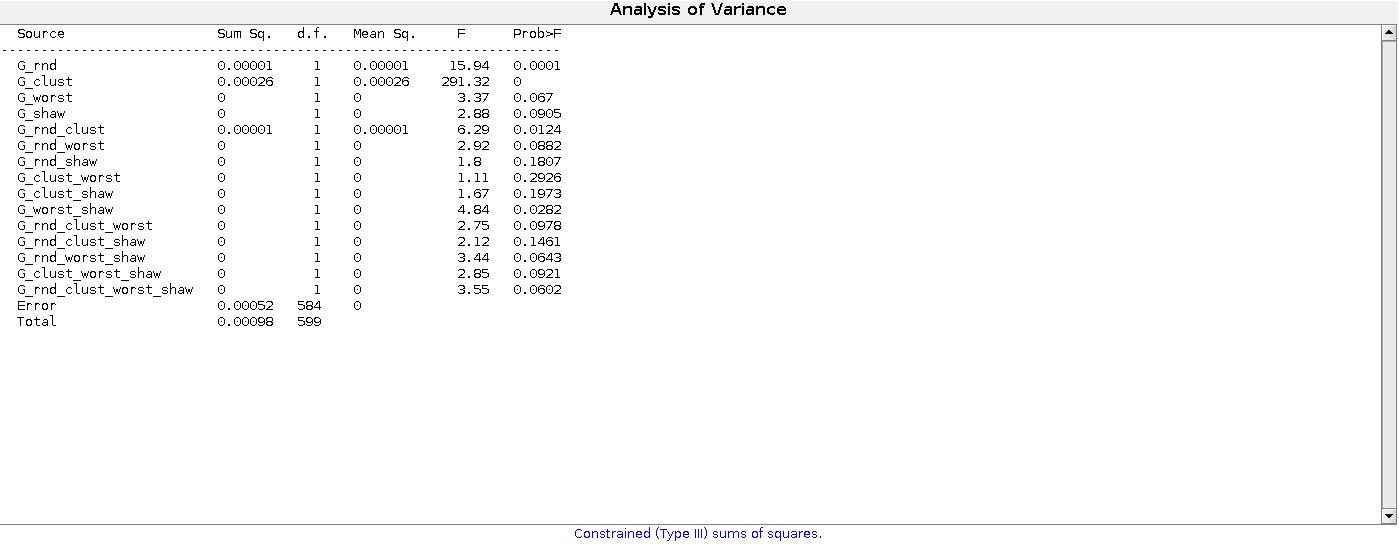 Analysis of Variance
Source Sum Sq. d.f. Mean Sq. F Prob>F
G_rnd 0.00001 1 0.00001 15.94 0.0001
G_clust 0.00026 1 0.00026 291.32 0
G_worst 0 1 0 3.37 0.067
G_shaw 0 1 0 2.88 0.0905
G_rnd_clust 0.00001 1 0.00001 6.29 0.0124
G_rnd_worst 0 1 0 2.92 0.0882
G_rnd_shaw 0 1 0 1.8 0.1807
G_clust_worst 0 1 0 1.11 0.2926
G_clust_shaw 0 1 0 1.67 0.1973
G_worst_shaw 0 1 0 4.84 0.0282
G_rnd_clust_worst 0 1 0 2.75 0.0978
G_rnd_clust_shaw 0 1 0 2.12 0.1461
G_rnd_worst_shaw 0 1 0 3.44 0.0643
G_clust_worst_shaw 0 1 0 2.85 0.0921
G_rnd_clust_worst_shaw 0 1 0 3.55 0.0602
Error 0.00052 584 0
Total 0.00098 599
Constrained (Type III) sums of squares.